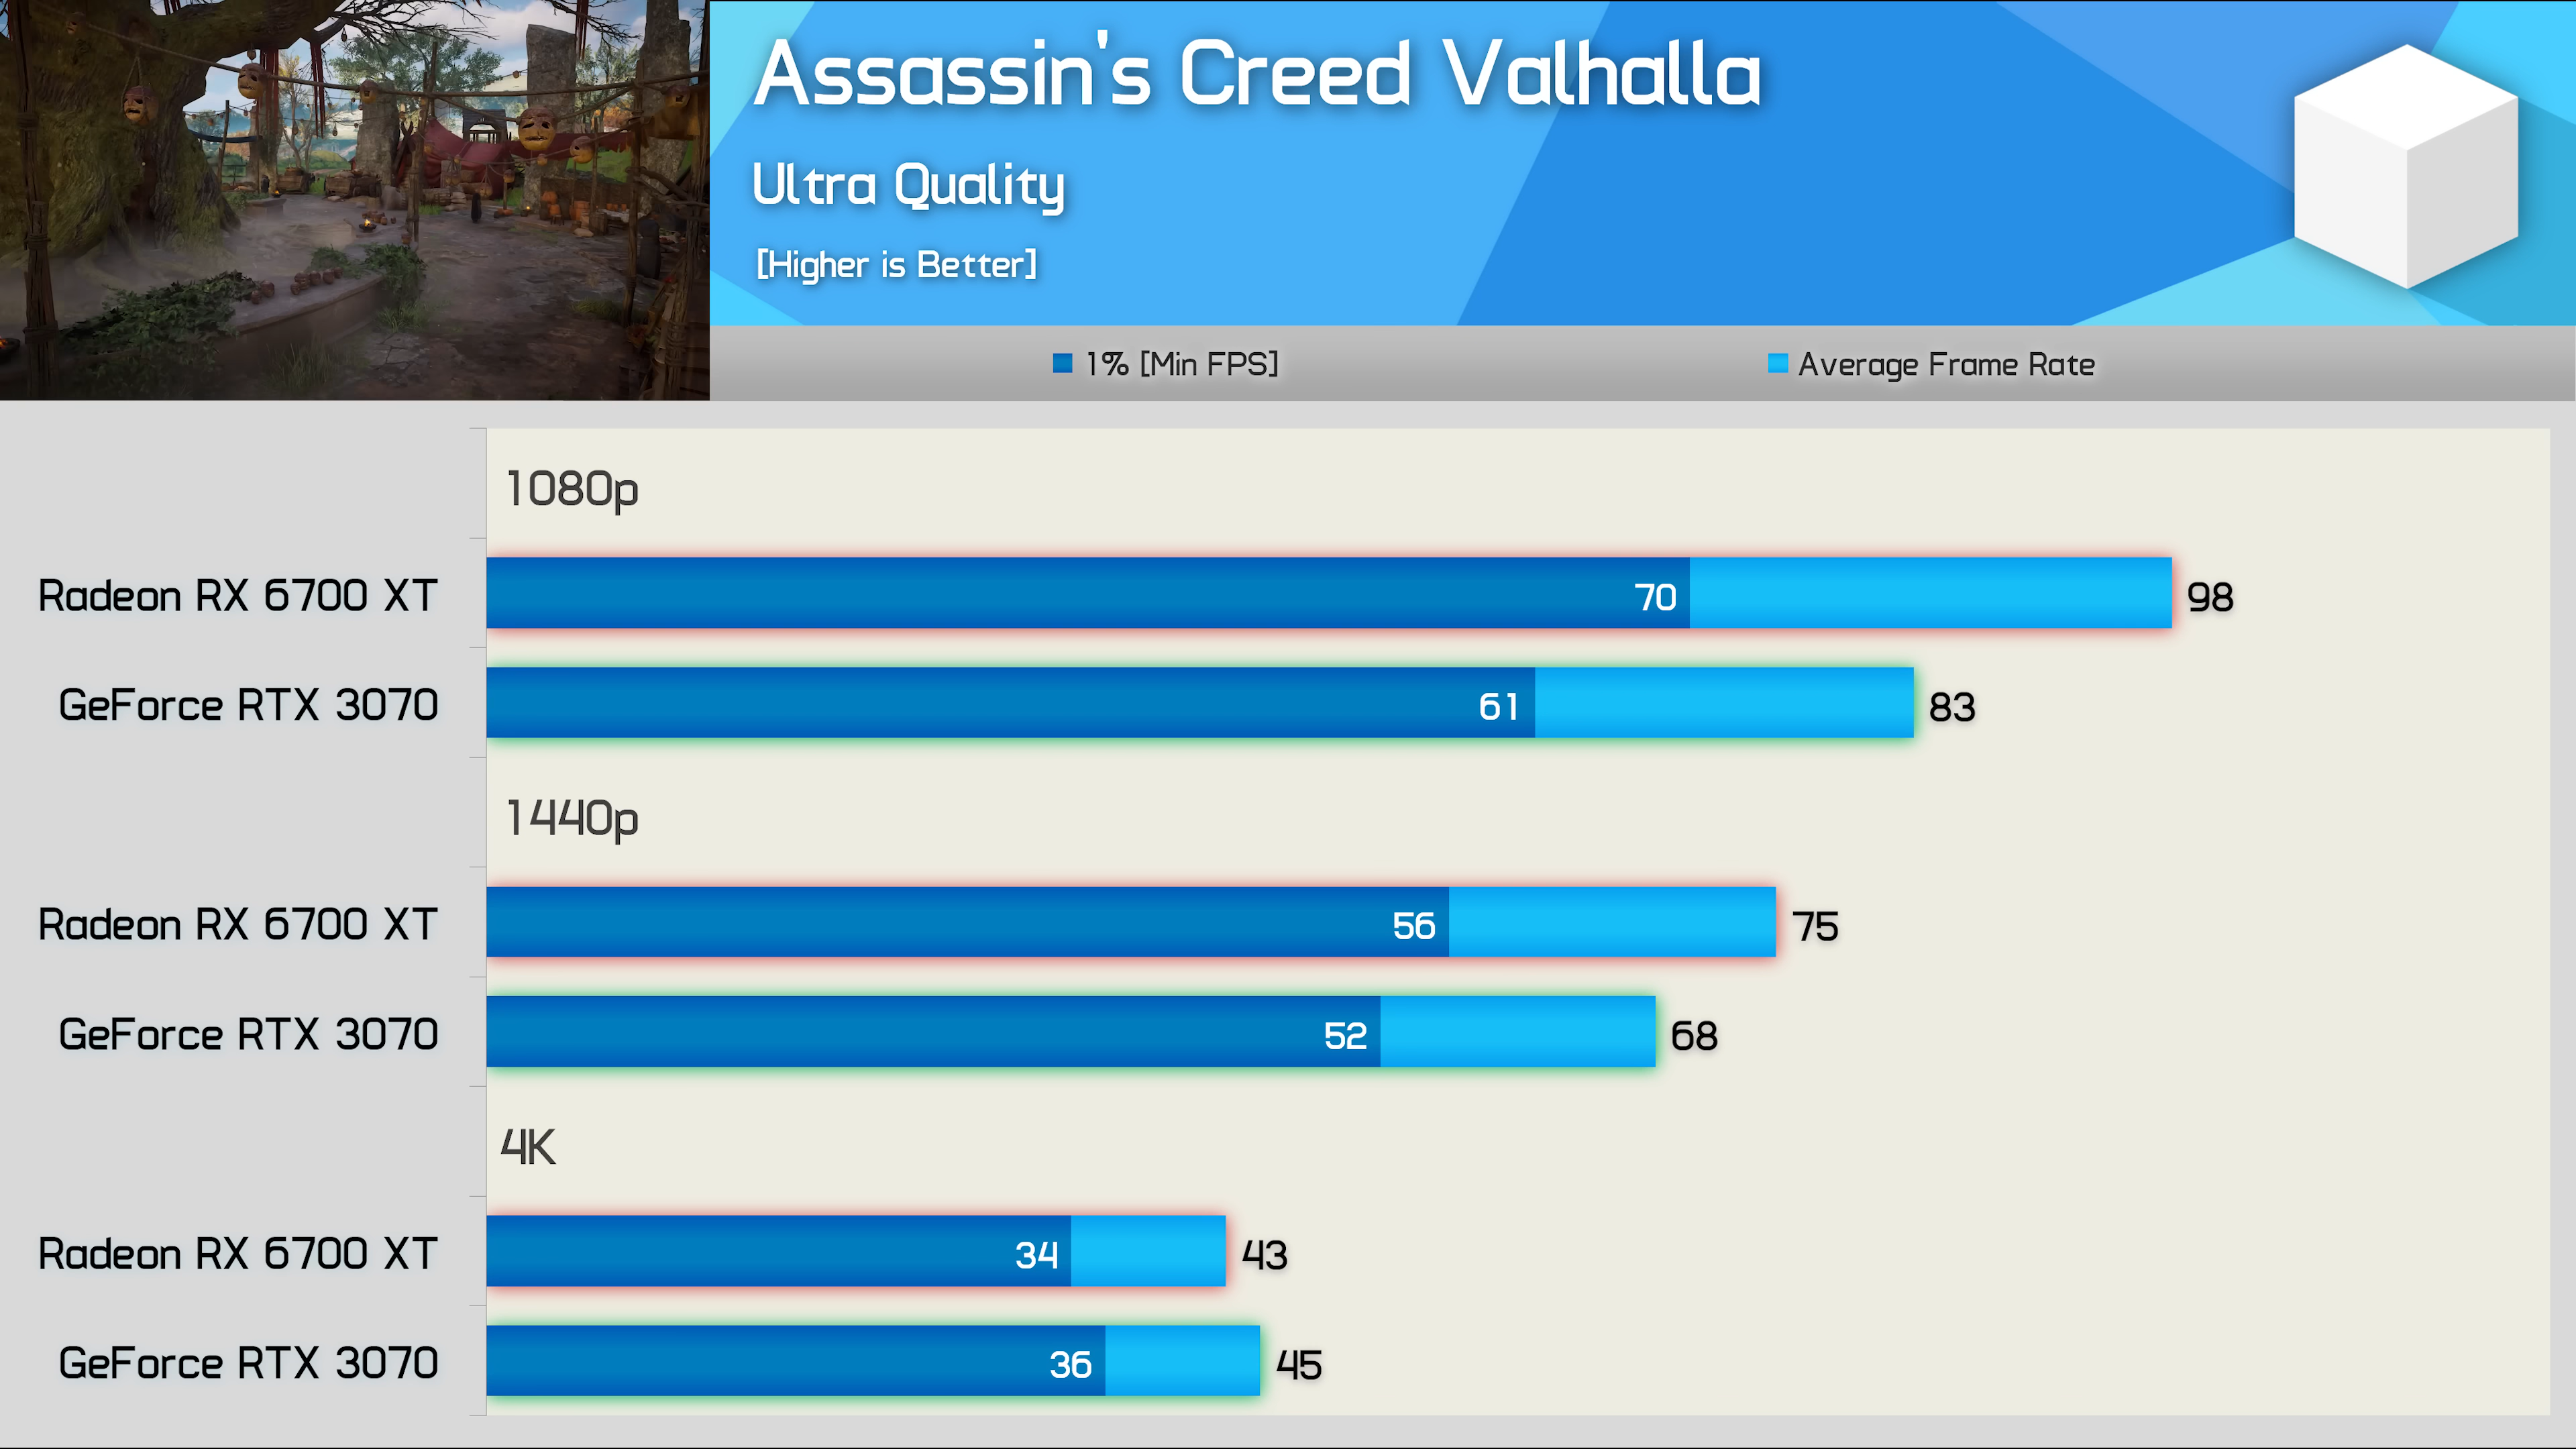 Assassin's Creed Valhalla
Ultra Quality
[Higher is Better]
1% [Min FPS] Average Frame Rate
1080p
Radeon RX 6700 XT 70 98
GeForce RTX 3070 61 83
1440p
Radeon RX 6700 XT 56 75
GeForce RTX 3070 52 68
4K
Radeon RX 6700 XT 34 43
GeForce RTX 3070 36 45